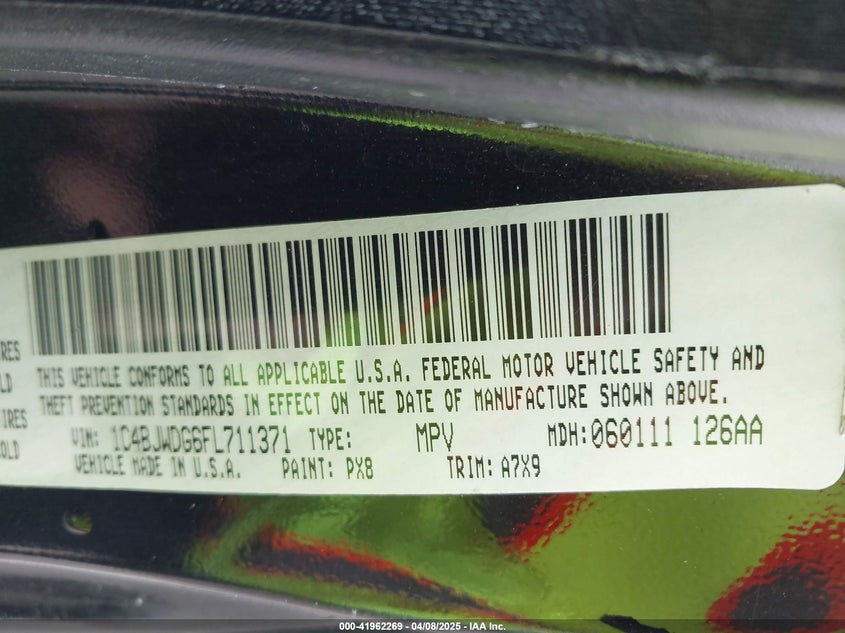 THIS VEHICLE CONFORMS TO ALL APPLICABLE U.S.A. FEDERAL MOTOR VEHICLE SAFETY AND
THEFT PREVENTION STANDARDS IN EFFECT ON THE DATE OF MANUFACTURE SHOWN ABOVE.
VIN: 1C4BJWDG6FL711371 TYPE: MPV MDH:060111 126AA
VEHICLE MADE IN U.S.A. PAINT: PX8 TRIM: A7X9
000-41962269 - 04/08/2025 - IAA Inc.